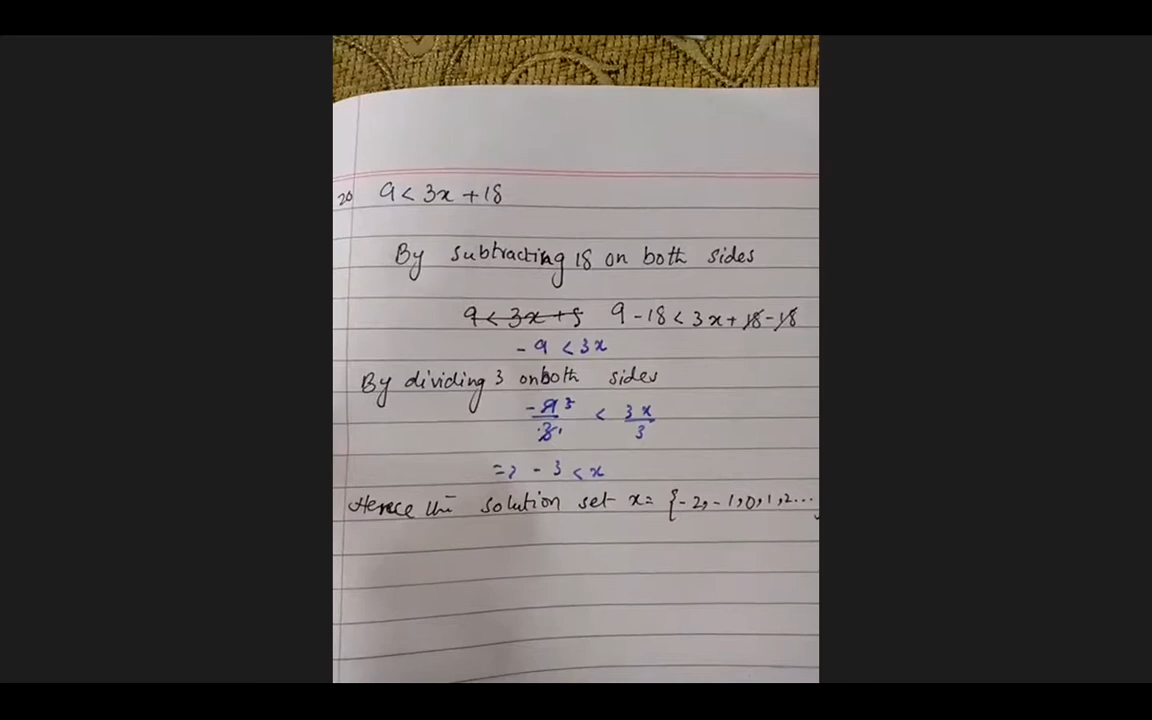 20 9 < 3x + 18
By subtracting 18 on both sides
9 < 3x + 9 - 18 < 3x + 18 - 18
- 9 < 3x
By dividing 3 on both sides
-9 3 < 3x
3 1 3
=> - 3 < x
Hence the solution set x = {-2, -1, 0, 1, 2...